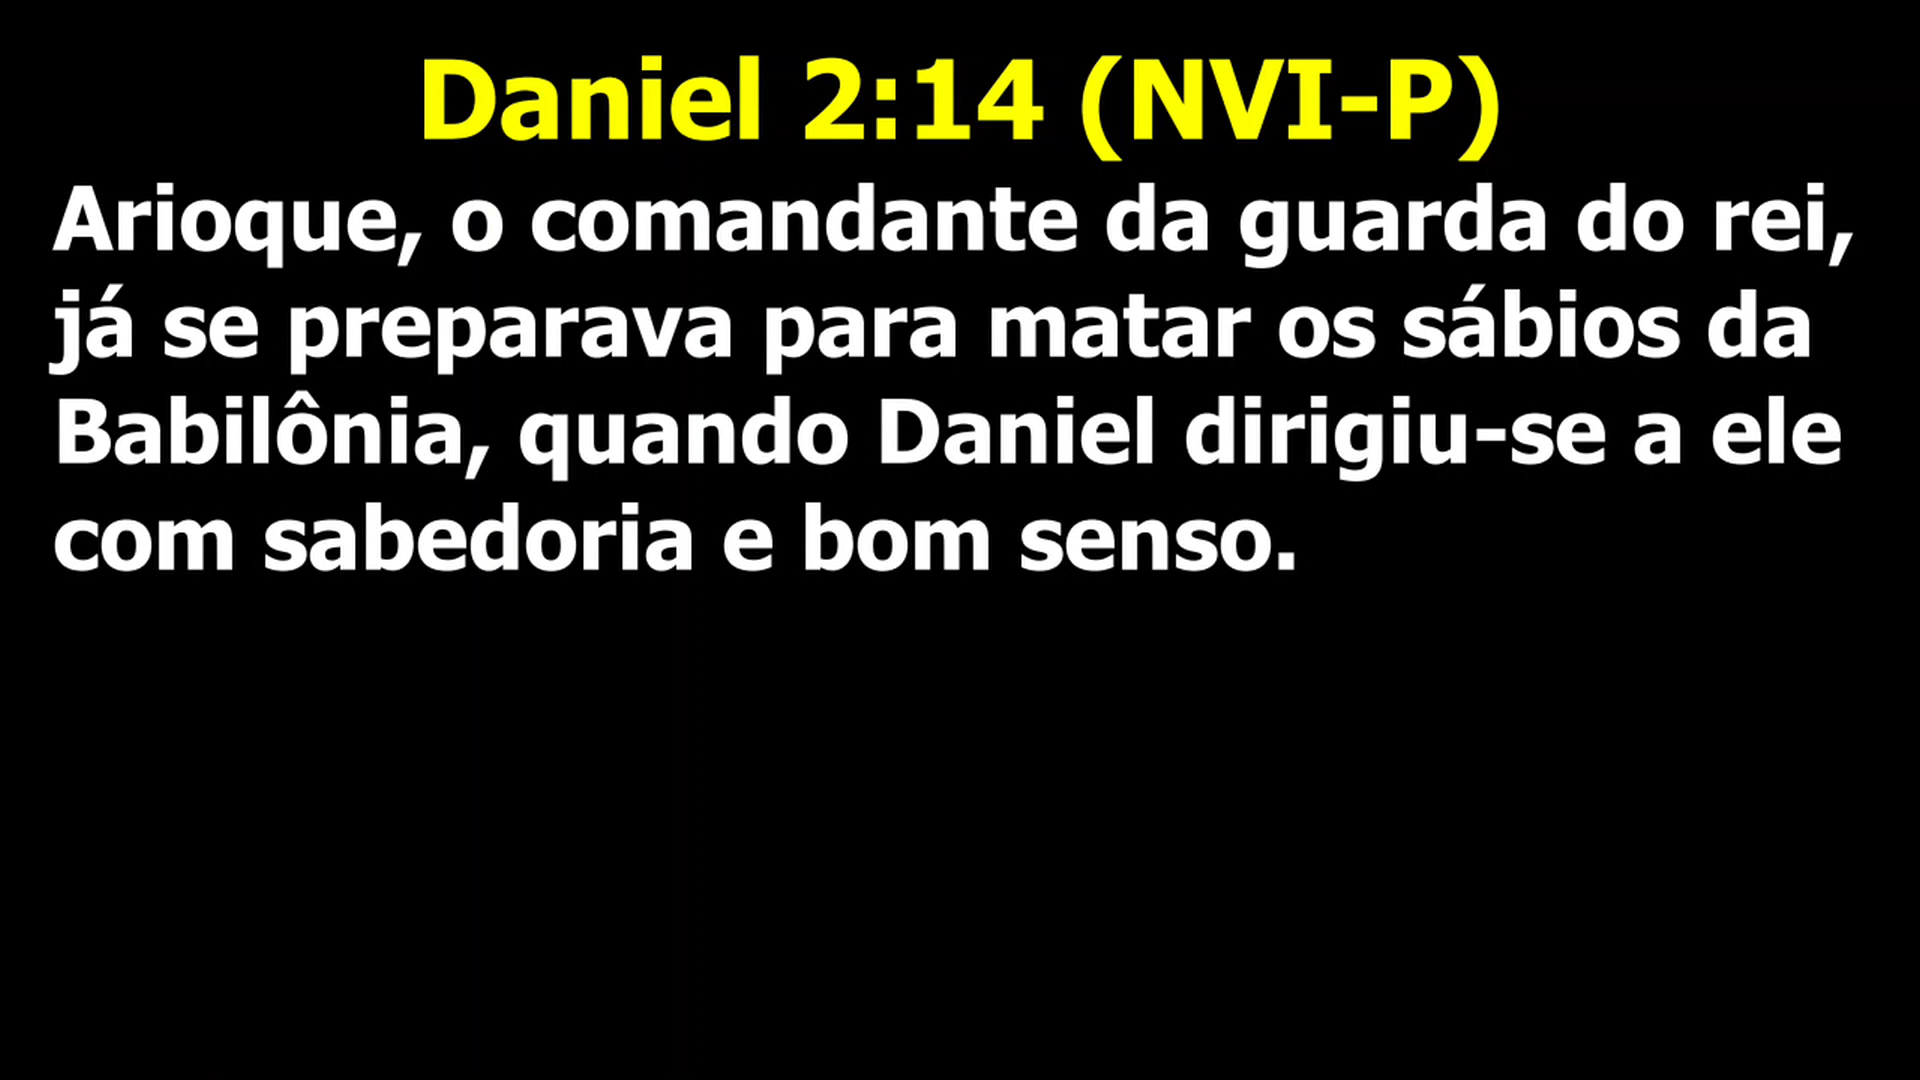 Daniel 2:14 (NVI-P)
Arioque, o comandante da guarda do rei,
já se preparava para matar os sábios da
Babilônia, quando Daniel dirigiu-se a ele
com sabedoria e bom senso.